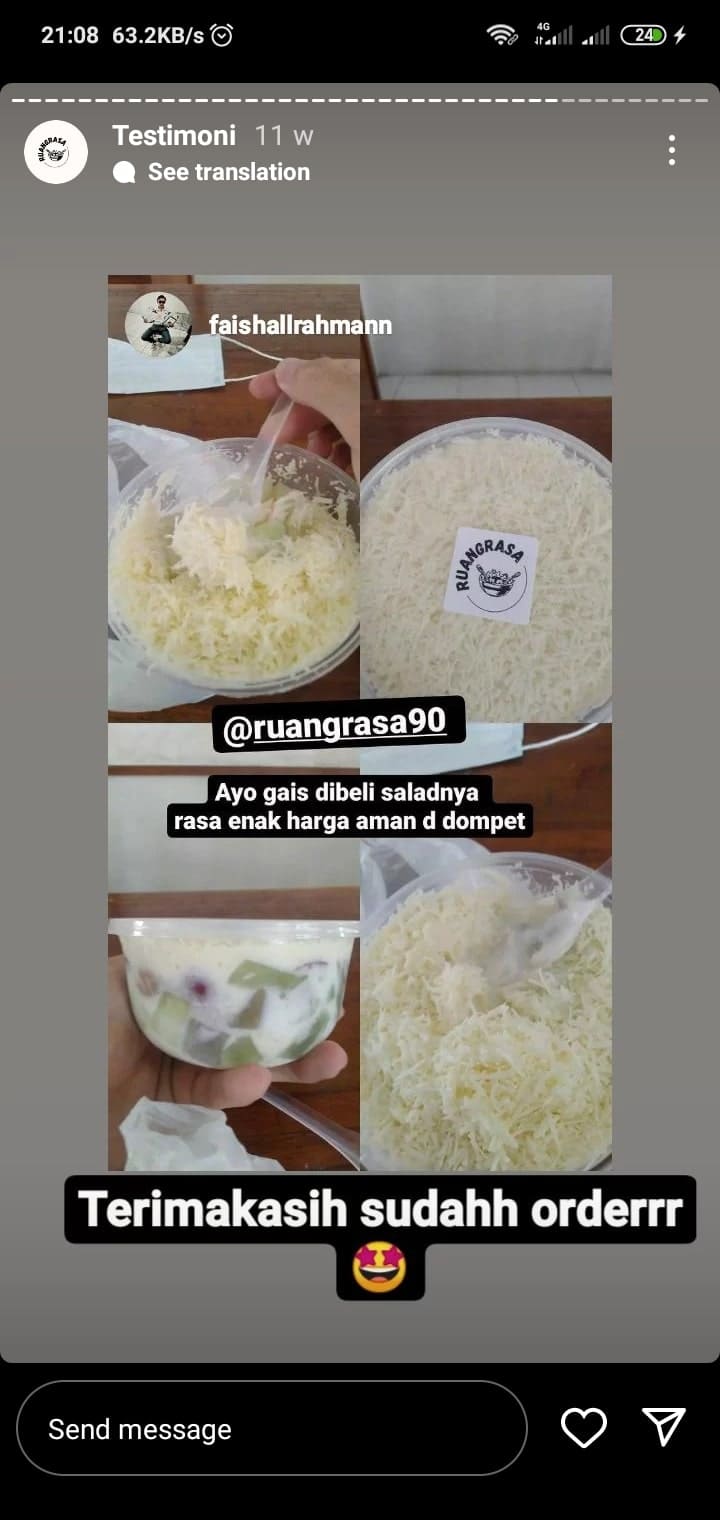 21:08 63.2KB/s
4G
24
Testimoni 11 w
See translation
RUANGRASA
faishallrahmann
RUANGRASA
@ruangrasa90
Ayo gais dibeli saladnya
rasa enak harga aman d dompet
Terimakasih sudahh orderrr
Send message